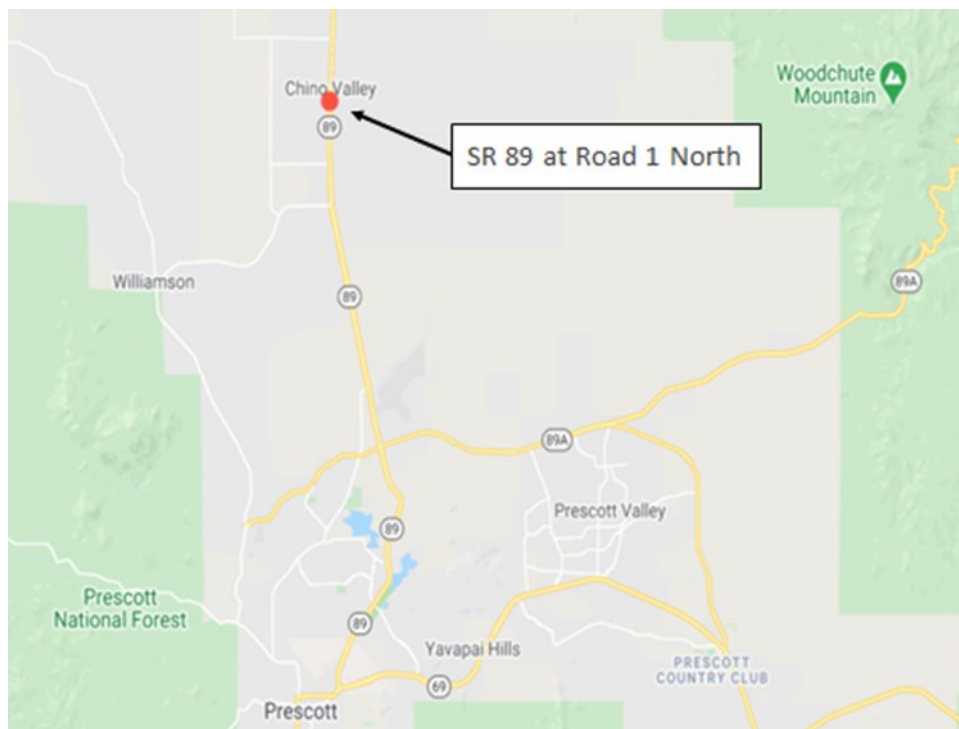 Woodchute
Mountain
Chino Valley
89
SR 89 at Road 1 North
Williamson
89A
89
89A
Prescott Valley
89
Prescott
National Forest
89
Yavapai Hills
PRESCOTT
COUNTRY CLUB
69
Prescott